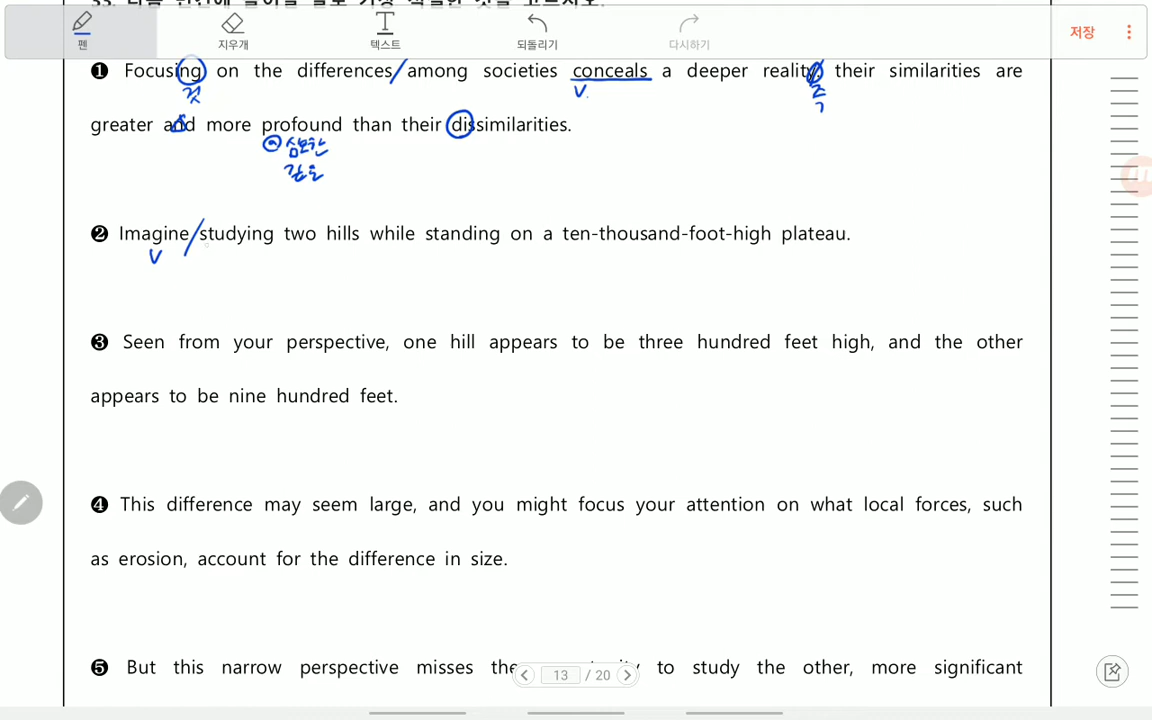 펜
지우개
텍스트
되돌리기
다시하기
저장
❶ Focusing on the differences among societies conceals a deeper reality their similarities are
것
V
즉
greater and more profound than their dissimilarities.
ⓐ 심오한
깊은
❷ Imagine studying two hills while standing on a ten-thousand-foot-high plateau.
V
❸ Seen from your perspective, one hill appears to be three hundred feet high, and the other
appears to be nine hundred feet.
❹ This difference may seem large, and you might focus your attention on what local forces, such
as erosion, account for the difference in size.
❺ But this narrow perspective misses the to study the other, more significant
13 / 20